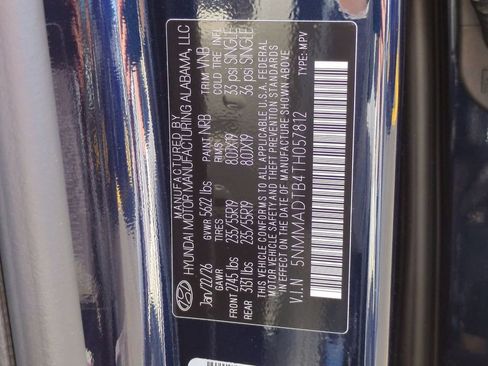 MANUFACTURED BY
HYUNDAI MOTOR MANUFACTURING ALABAMA, LLC
Jan/22/26 GVWR 5622 lbs PAINT NRB TRIM VNB
TIRES RIMS COLD TIRE INFL
FRONT 2745 lbs 235/55R19 8.0JX19 33 psi SINGLE
REAR 3131 lbs 235/55R19 8.0JX19 36 psi SINGLE
THIS VEHICLE CONFORMS TO ALL APPLICABLE U.S.A. FEDERAL
MOTOR VEHICLE SAFETY AND THEFT PREVENTION STANDARDS
IN EFFECT ON THE DATE OF MANUFACTURE SHOWN ABOVE.
V.I.N 5NMMADTB4TH057812 TYPE: MPV